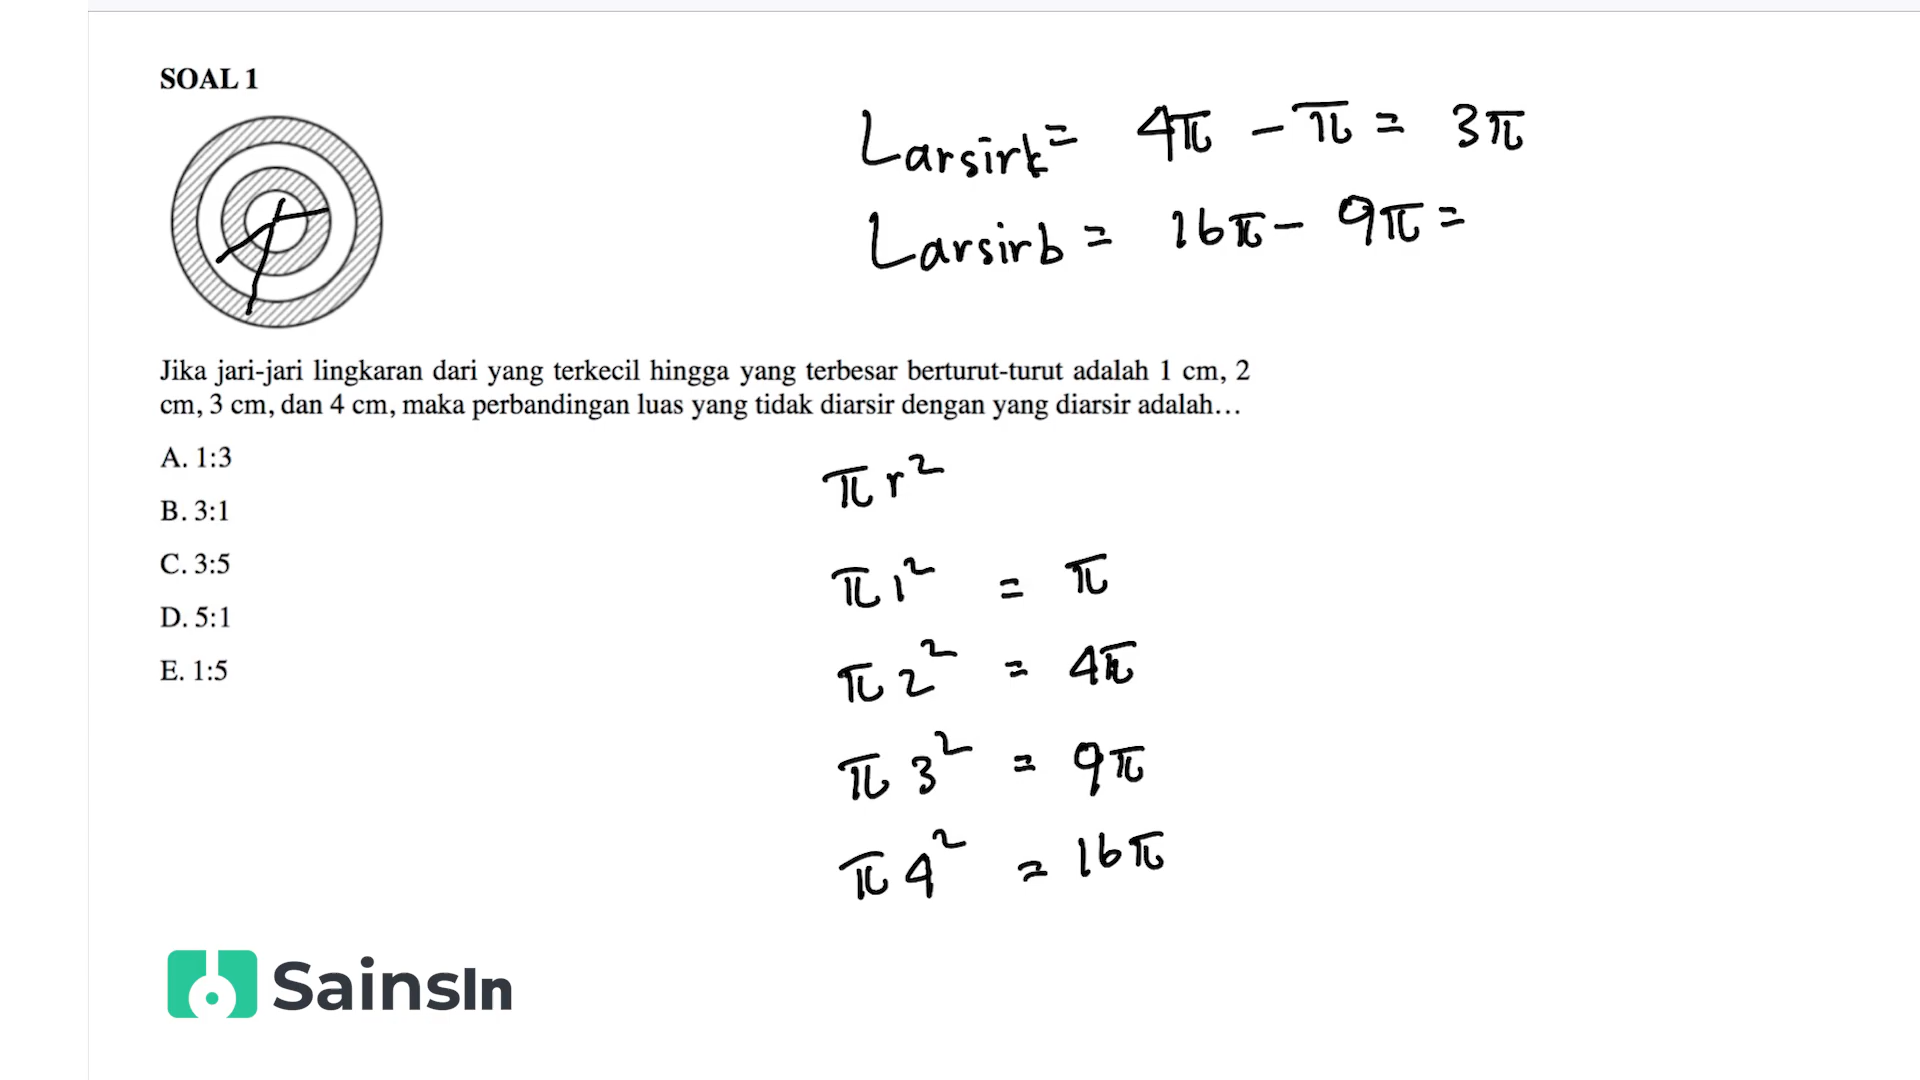 SOAL 1
Larsirk = 4π - π = 3π
Larsirb = 16π - 9π =
Jika jari-jari lingkaran dari yang terkecil hingga yang terbesar berturut-turut adalah 1 cm, 2
cm, 3 cm, dan 4 cm, maka perbandingan luas yang tidak diarsir dengan yang diarsir adalah…
A. 1:3
B. 3:1
C. 3:5
D. 5:1
E. 1:5
πr²
π1² = π
π2² = 4π
π3² = 9π
π4² = 16π
SainsIn